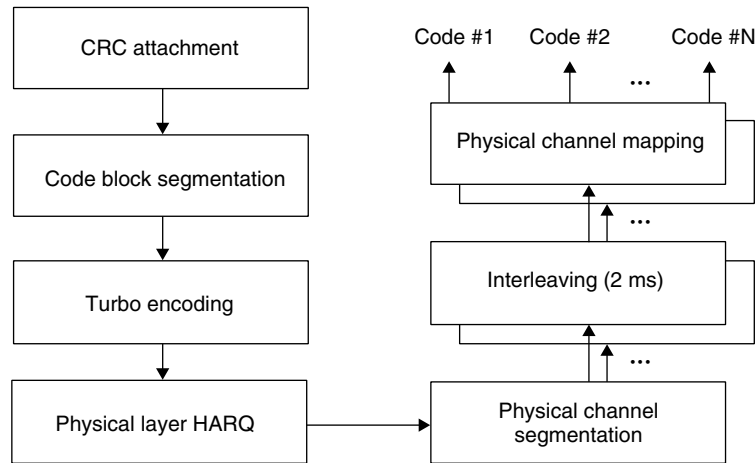 CRC attachment
Code block segmentation
Turbo encoding
Physical layer HARQ
Code #1
Code #2
Code #N
...
Physical channel mapping
...
Interleaving (2 ms)
...
Physical channel
segmentation